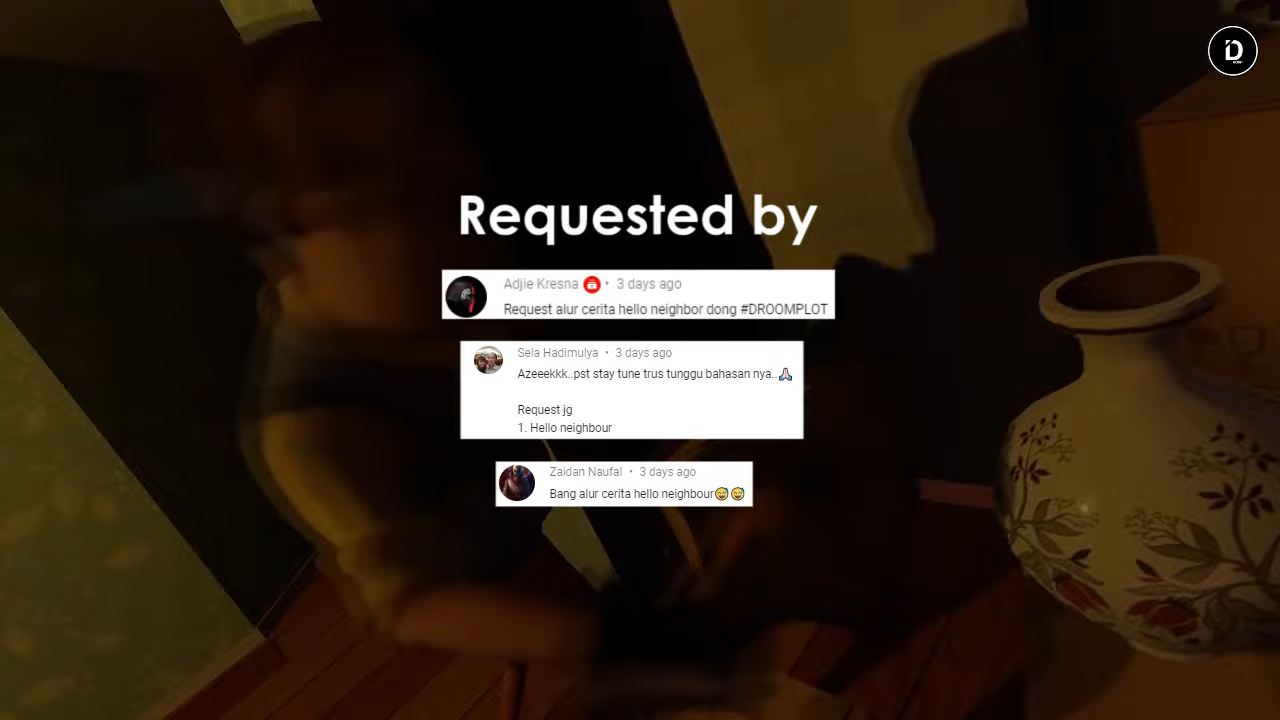 D
Requested by
Adjie Kresna • 3 days ago
Request alur cerita hello neighbor dong #DROOMPLOT
Sela Hadimulya • 3 days ago
Azeeekkk..pst stay tune trus tunggu bahasan nya..🙏🏻
Request jg
1. Hello neighbour
Zaidan Naufal • 3 days ago
Bang alur cerita hello neighbour😅😅